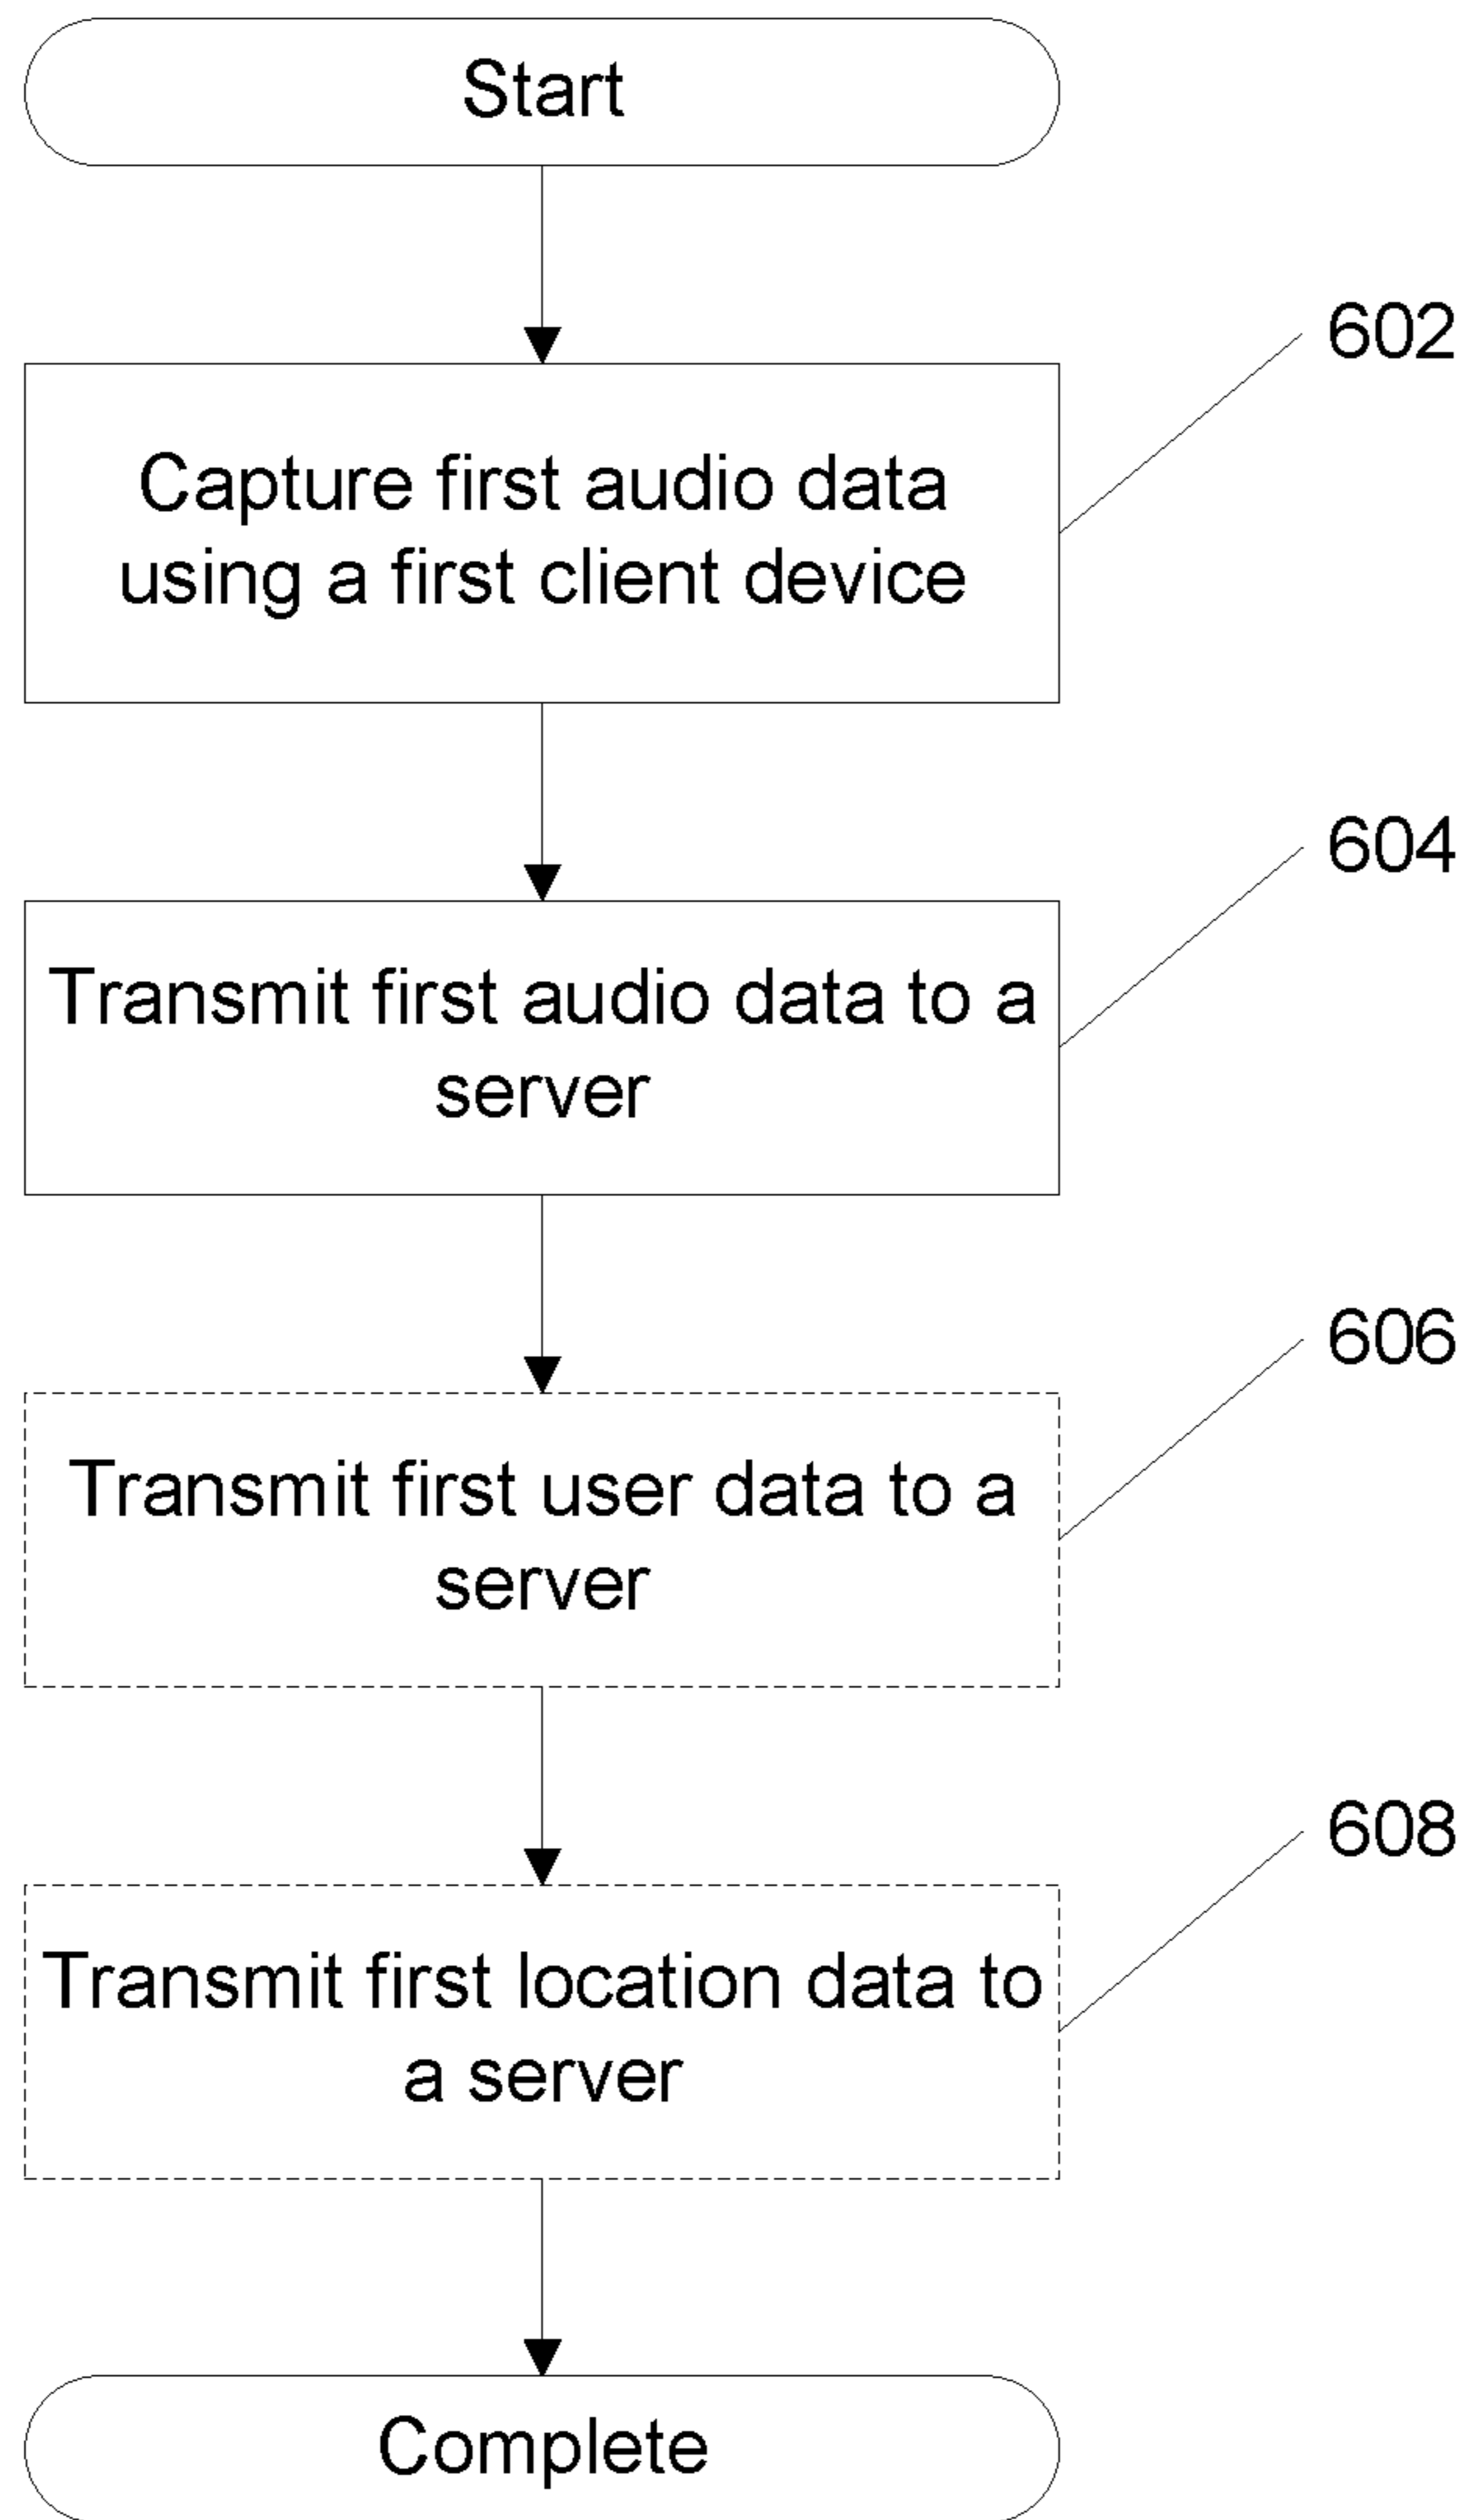 Start
602
Capture first audio data
using a first client device
604
Transmit first audio data to a
server
606
Transmit first user data to a
server
608
Transmit first location data to
a server
Complete